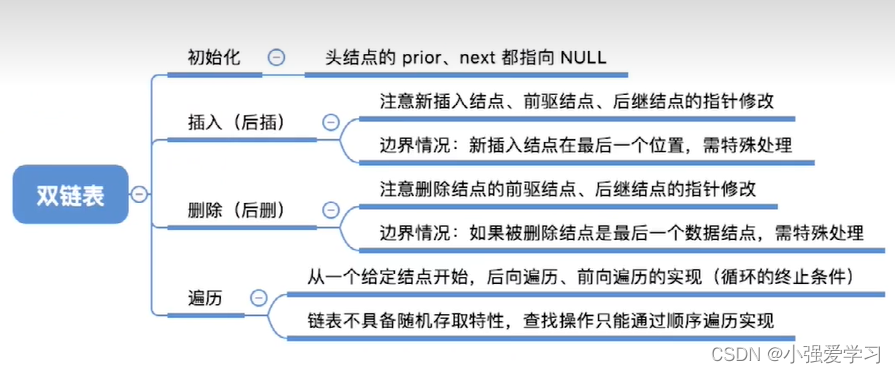 双链表
初始化
头结点的 prior、next 都指向 NULL
插入（后插）
注意新插入结点、前驱结点、后继结点的指针修改
边界情况：新插入结点在最后一个位置，需特殊处理
删除（后删）
注意删除结点的前驱结点、后继结点的指针修改
边界情况：如果被删除结点是最后一个数据结点，需特殊处理
遍历
从一个给定结点开始，后向遍历、前向遍历的实现（循环的终止条件）
链表不具备随机存取特性，查找操作只能通过顺序遍历实现
CSDN @小强爱学习